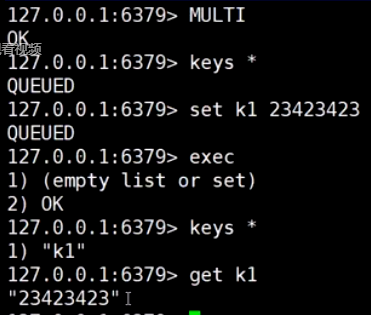 127.0.0.1:6379> MULTI
OK
看视频
127.0.0.1:6379> keys *
QUEUED
127.0.0.1:6379> set k1 23423423
QUEUED
127.0.0.1:6379> exec
1) (empty list or set)
2) OK
127.0.0.1:6379> keys *
1) "k1"
127.0.0.1:6379> get k1
"23423423"